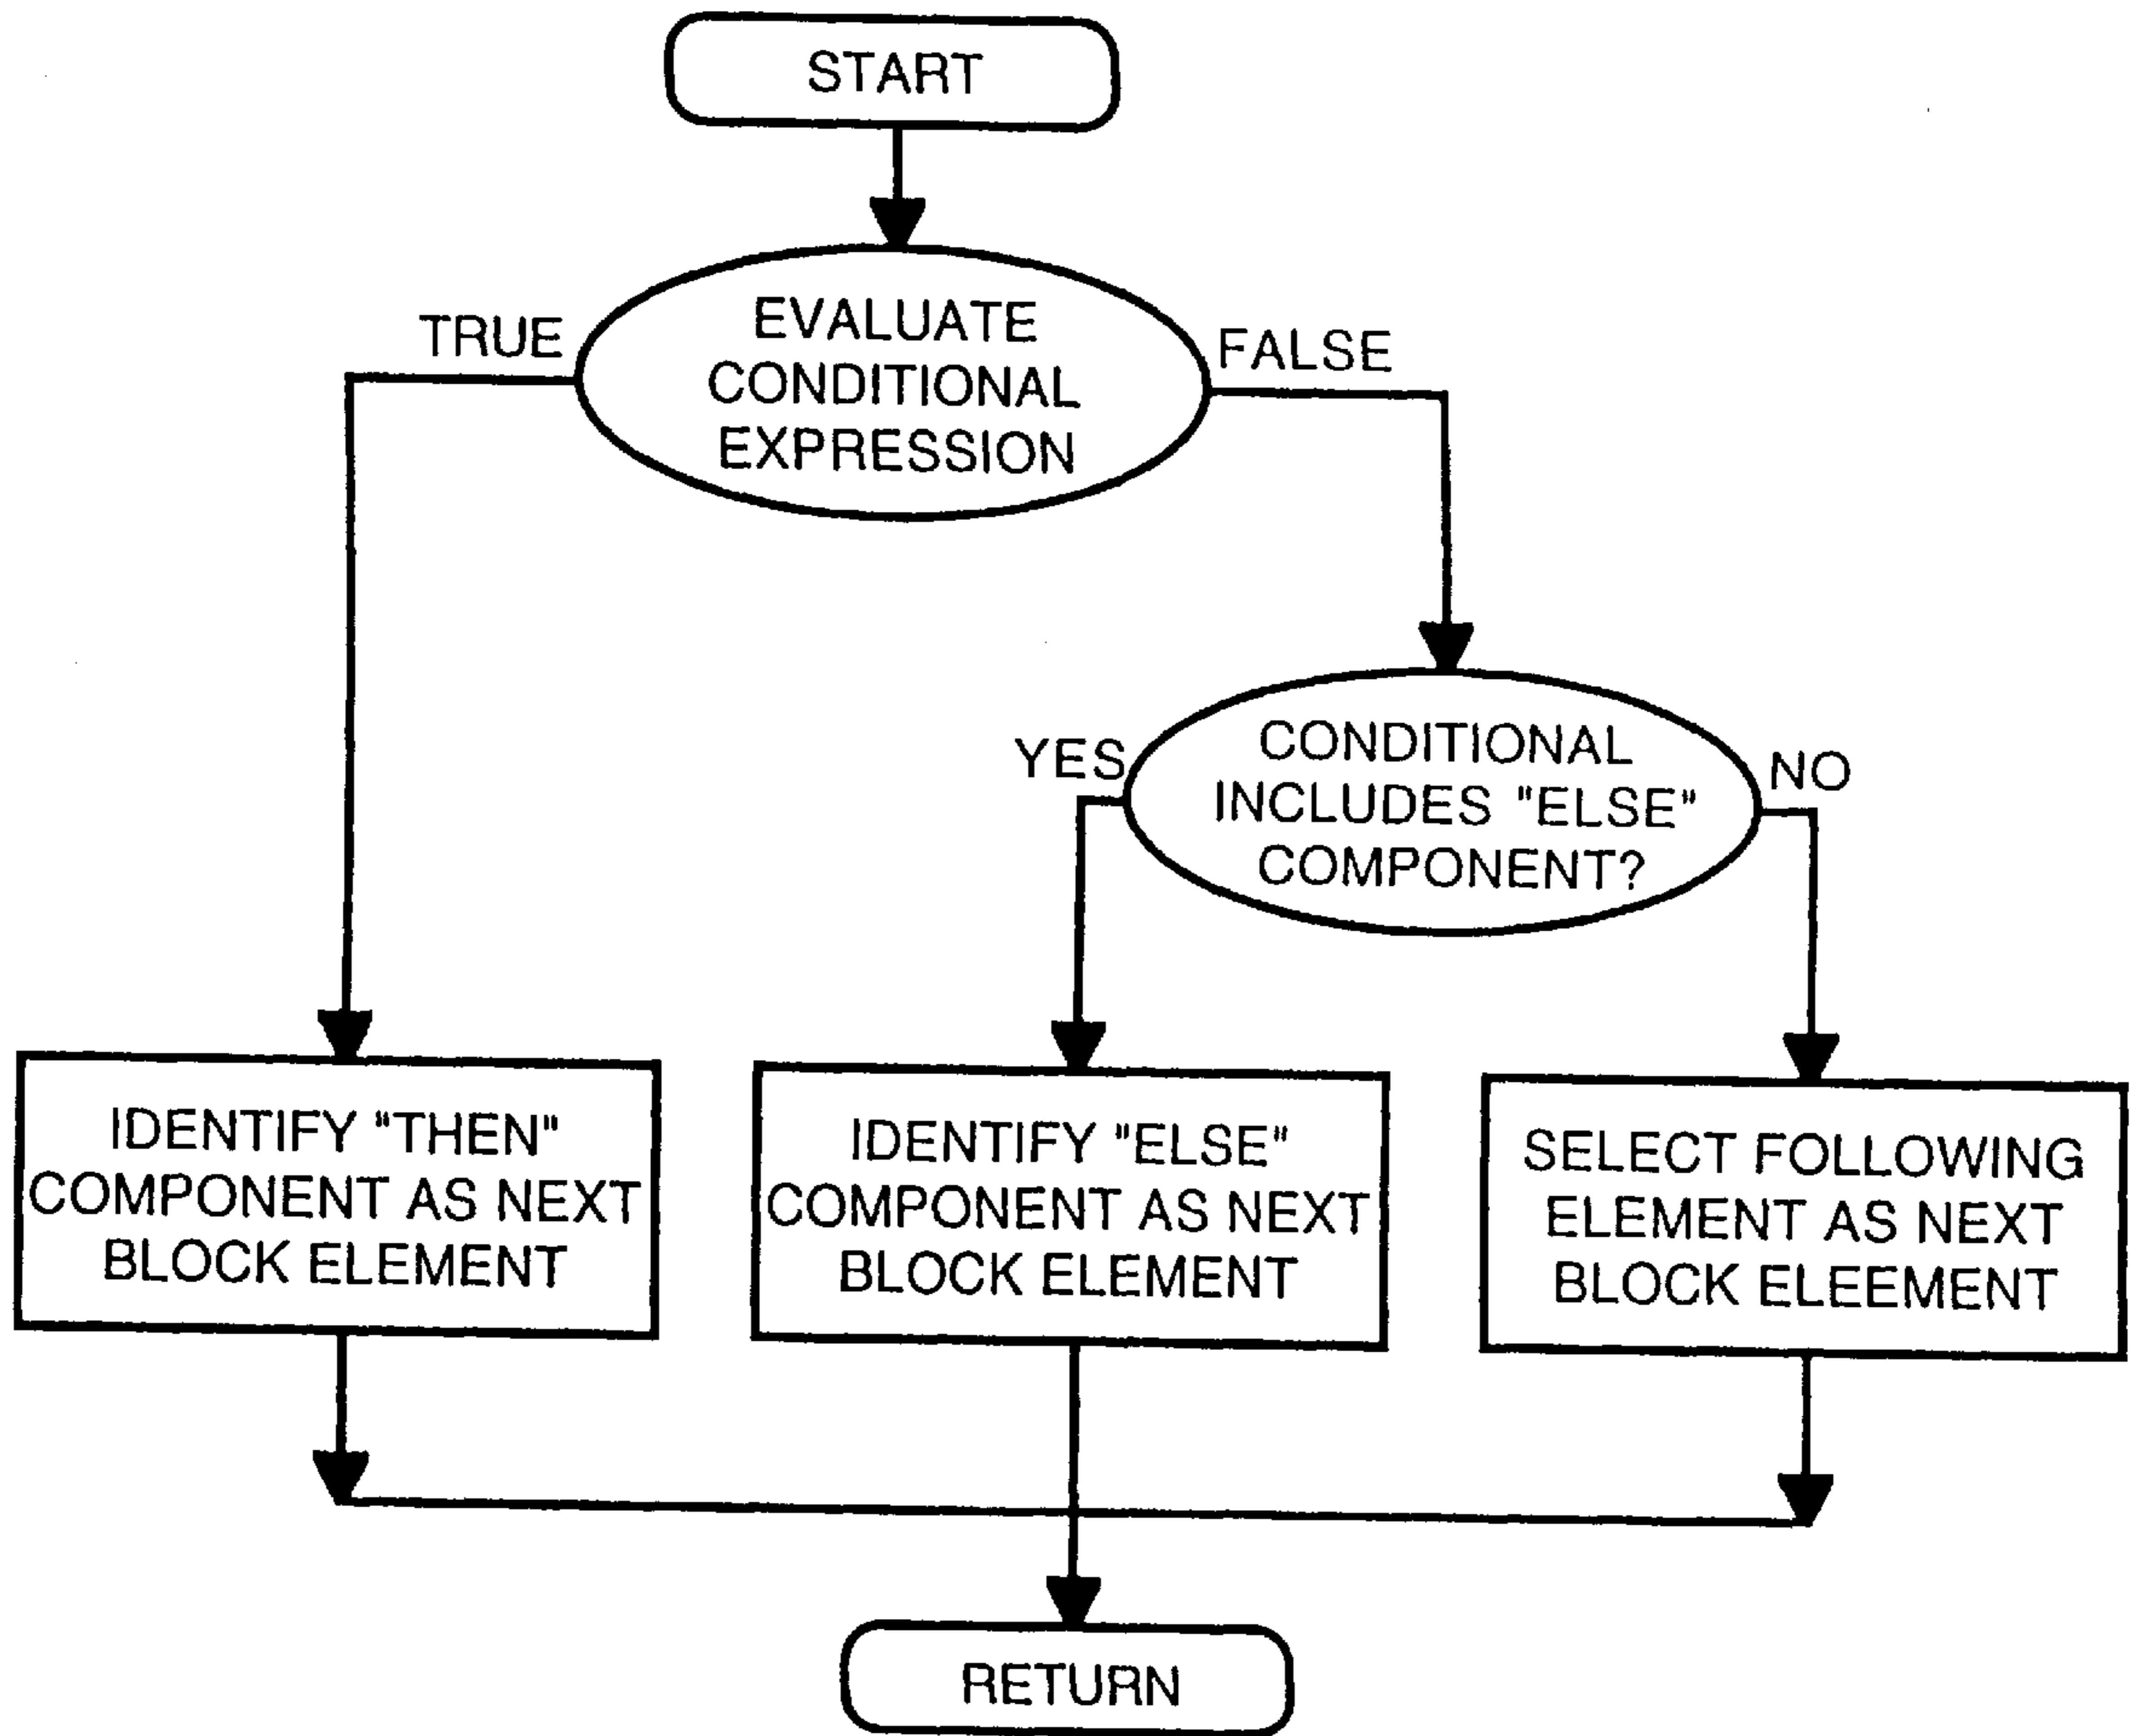 START
TRUE
EVALUATE
CONDITIONAL
EXPRESSION
FALSE
YES
CONDITIONAL
INCLUDES "ELSE"
COMPONENT?
NO
IDENTIFY "THEN"
COMPONENT AS NEXT
BLOCK ELEMENT
IDENTIFY "ELSE"
COMPONENT AS NEXT
BLOCK ELEMENT
SELECT FOLLOWING
ELEMENT AS NEXT
BLOCK ELEEMENT
RETURN